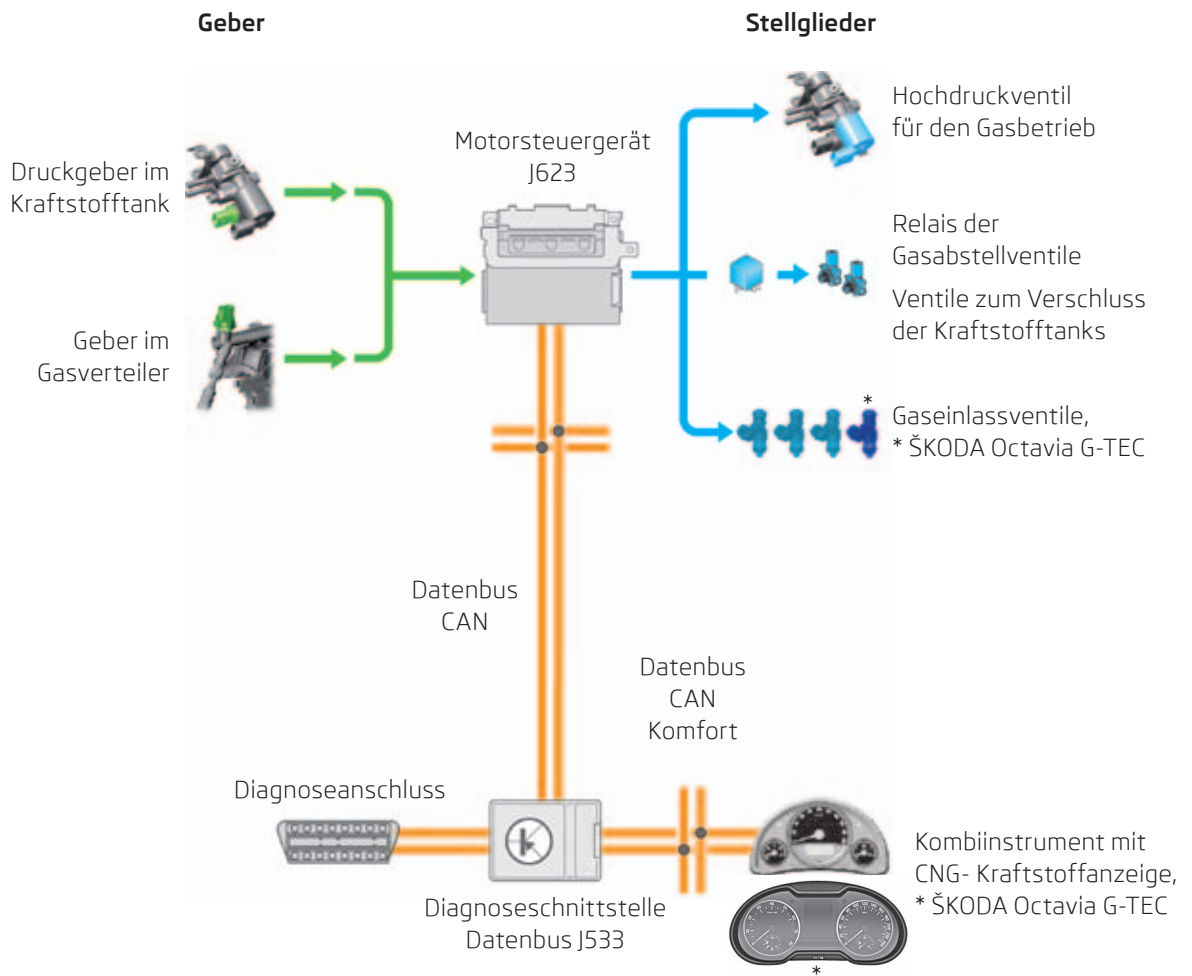 Geber
Stellglieder
Druckgeber im
Kraftstofftank
Geber im
Gasverteiler
Motorsteuergerät
J623
Hochdruckventil
für den Gasbetrieb
Relais der
Gasabstellventile
Ventile zum Verschluss
der Kraftstofftanks
*
Gaseinlassventile,
* ŠKODA Octavia G-TEC
Datenbus
CAN
Datenbus
CAN
Komfort
Diagnoseanschluss
Diagnoseschnittstelle
Datenbus J533
Kombiinstrument mit
CNG- Kraftstoffanzeige,
* ŠKODA Octavia G-TEC
*